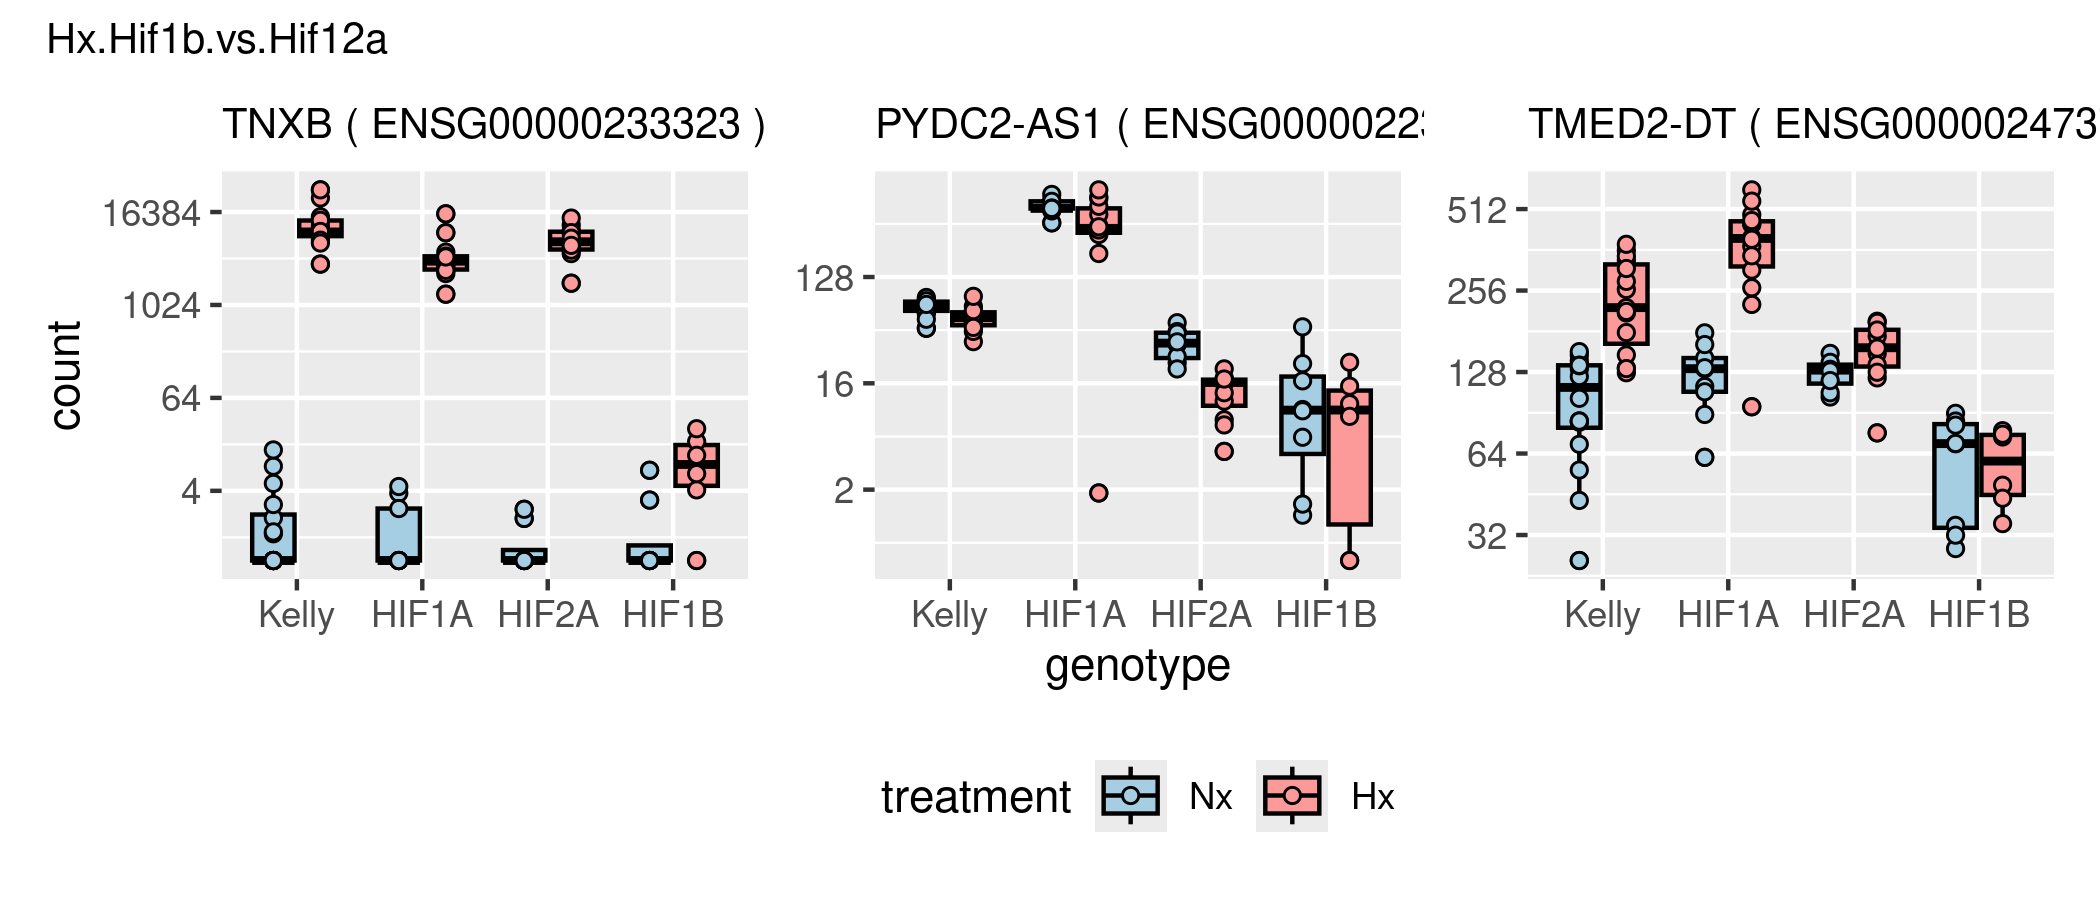 Hx.Hif1b.vs.Hif12a
TNXB ( ENSG00000233323 )
PYDC2-AS1 ( ENSG0000022
TMED2-DT ( ENSG000002473
count
16384
1024
64
4
128
16
2
512
256
128
64
32
Kelly HIF1A HIF2A HIF1B
Kelly HIF1A HIF2A HIF1B
Kelly HIF1A HIF2A HIF1B
genotype
treatment Nx Hx